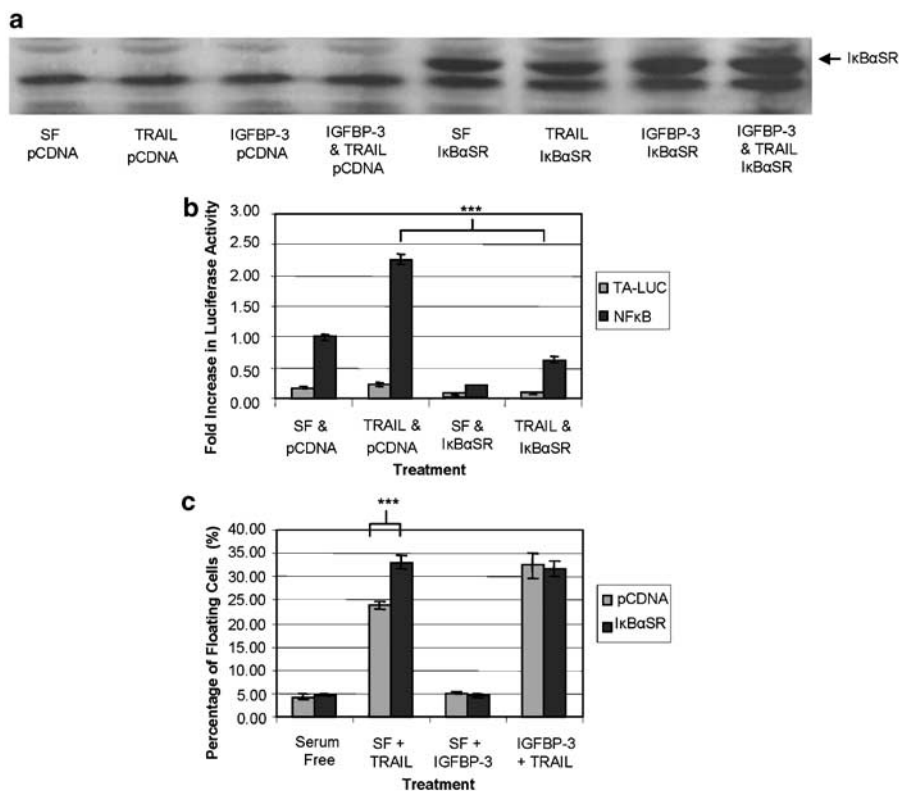 a
IκBαSR
SF
pCDNA
TRAIL
pCDNA
IGFBP-3
pCDNA
IGFBP-3
& TRAIL
pCDNA
SF
IκBαSR
TRAIL
IκBαSR
IGFBP-3
IκBαSR
IGFBP-3
& TRAIL
IκBαSR
b
Fold Increase in Luciferase Activity
3.00
2.50
2.00
1.00
0.50
0.00
***
TA-LUC
NFκB
SF &
pCDNA
TRAIL &
pCDNA
SF &
IκBαSR
TRAIL &
IκBαSR
Treatment
c
Percentage of Floating Cells (%)
40.00
35.00
30.00
25.00
20.00
15.00
10.00
5.00
0.00
***
pCDNA
IκBαSR
Serum
Free
SF +
TRAIL
SF +
IGFBP-3
IGFBP-3
+ TRAIL
Treatment